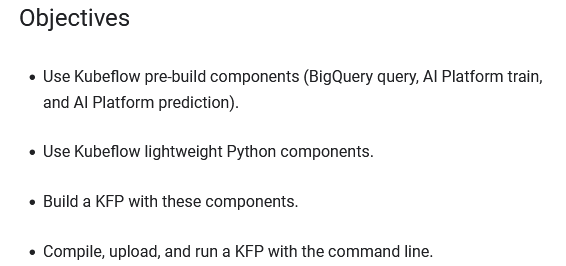 Objectives
• Use Kubeflow pre-build components (BigQuery query, AI Platform train,
and AI Platform prediction).
• Use Kubeflow lightweight Python components.
• Build a KFP with these components.
• Compile, upload, and run a KFP with the command line.